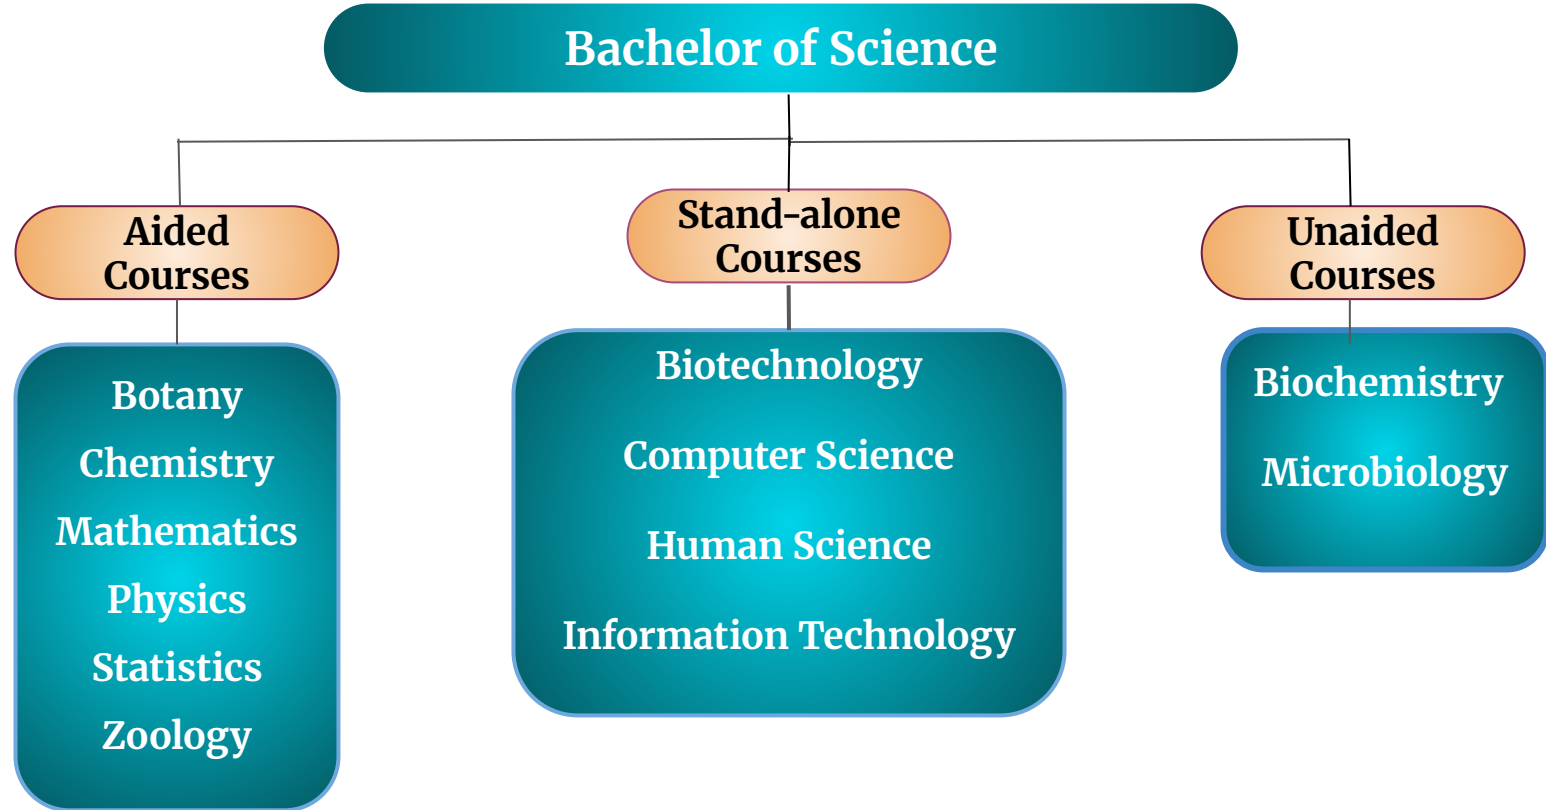 Bachelor of Science
Aided
Courses
Botany
Chemistry
Mathematics
Physics
Statistics
Zoology
Stand-alone
Courses
Biotechnology
Computer Science
Human Science
Information Technology
Unaided
Courses
Biochemistry
Microbiology